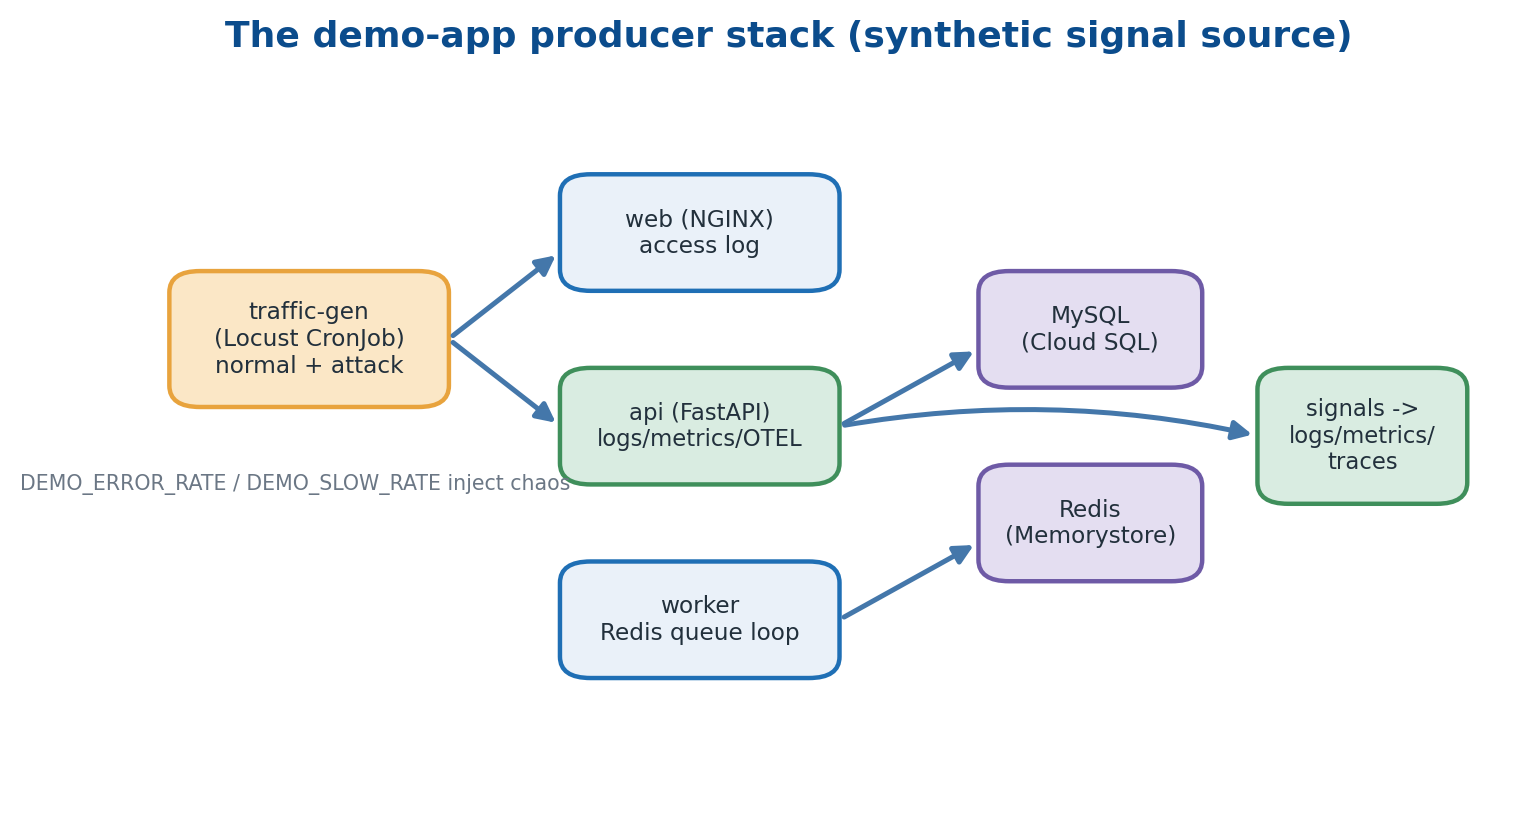 The demo-app producer stack (synthetic signal source)
web (NGINX)
access log
traffic-gen
(Locust CronJob)
normal + attack
MySQL
(Cloud SQL)
api (FastAPI)
logs/metrics/OTEL
signals ->
logs/metrics/
traces
DEMO_ERROR_RATE / DEMO_SLOW_RATE inject chaos
Redis
(Memorystore)
worker
Redis queue loop